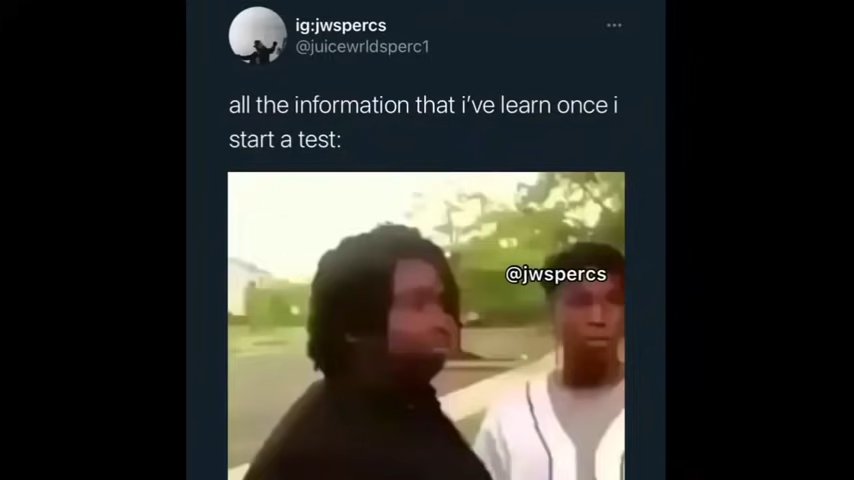 ig:jwspercs
@juicewrldsperc1
all the information that i've learn once i
start a test:
@jwspercs